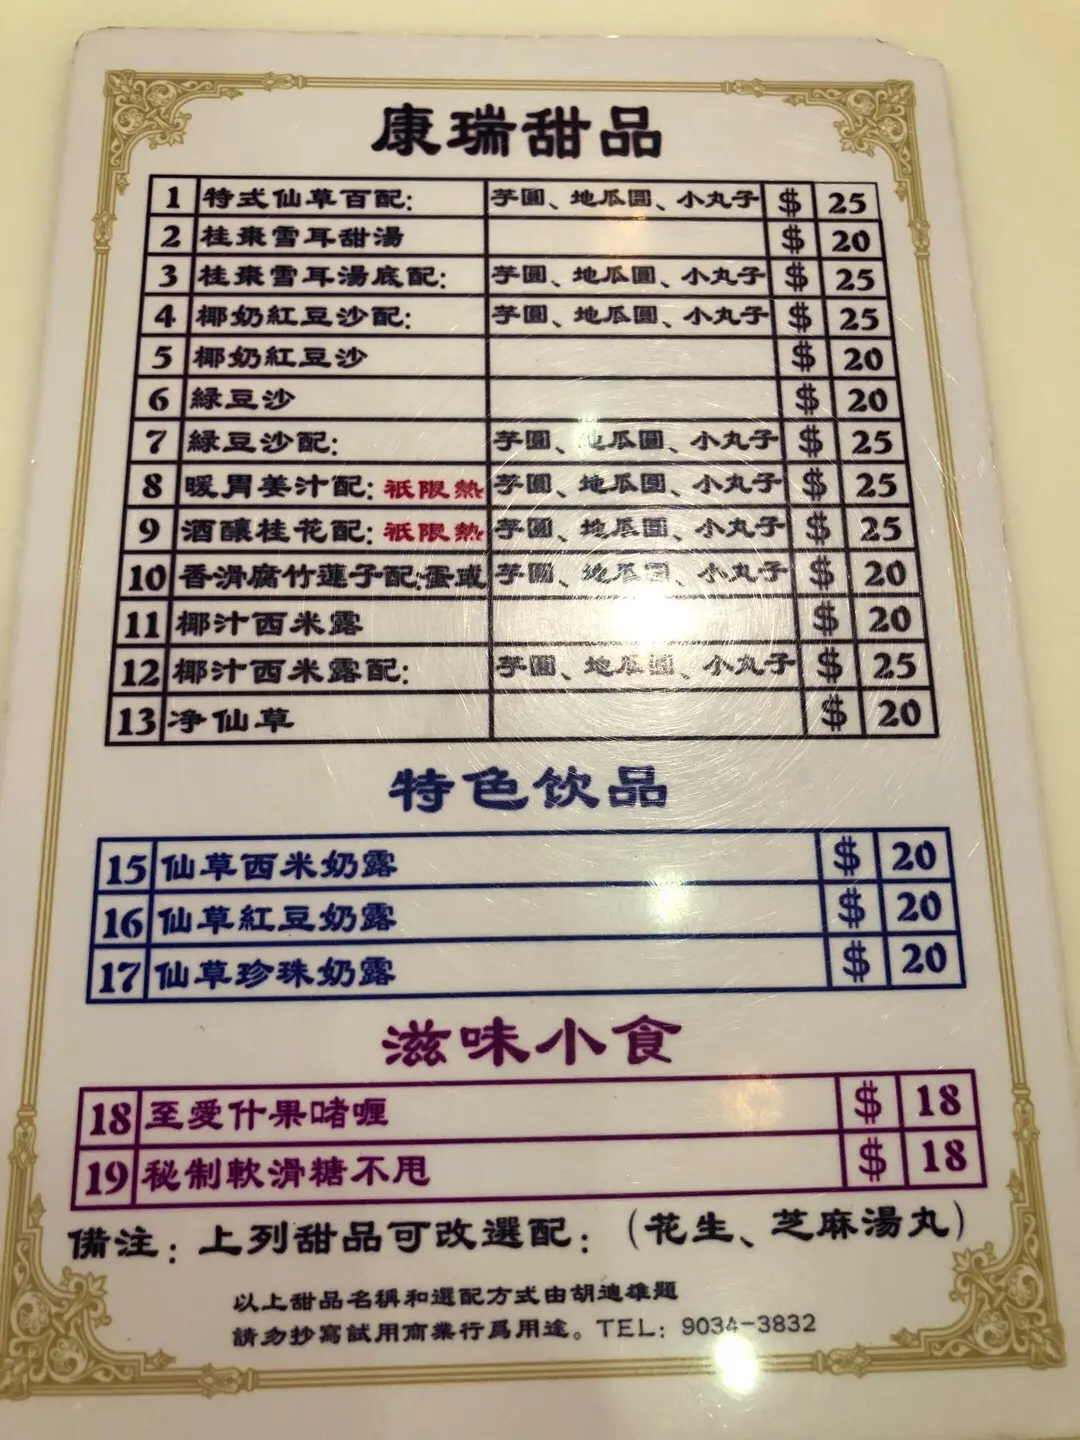 康瑞甜品
1 特式仙草百配: 芋圓、地瓜圓、小丸子 $ 25
2 桂棗雪耳甜湯 $ 20
3 桂棗雪耳湯底配: 芋圓、地瓜圓、小丸子 $ 25
4 椰奶紅豆沙配: 芋圓、地瓜圓、小丸子 $ 25
5 椰奶紅豆沙 $ 20
6 綠豆沙 $ 20
7 綠豆沙配: 芋圓、地瓜圓、小丸子 $ 25
8 暖胃姜汁配: 祇限熱 芋圓、地瓜圓、小丸子 $ 25
9 酒釀桂花配: 祇限熱 芋圓、地瓜圓、小丸子 $ 25
10 香滑腐竹蓮子配:蛋或 芋圓、地瓜圓、小丸子 $ 20
11 椰汁西米露 $ 20
12 椰汁西米露配: 芋圓、地瓜圓、小丸子 $ 25
13 净仙草 $ 20
特色饮品
15 仙草西米奶露 $ 20
16 仙草紅豆奶露 $ 20
17 仙草珍珠奶露 $ 20
滋味小食
18 至愛什果啫喱 $ 18
19 秘制軟滑糖不甩 $ 18
備注: 上列甜品可改選配: (花生、芝麻湯丸)
以上甜品名稱和選配方式由胡迪雄題
請勿抄寫試用商業行爲用途。TEL: 9034-3832